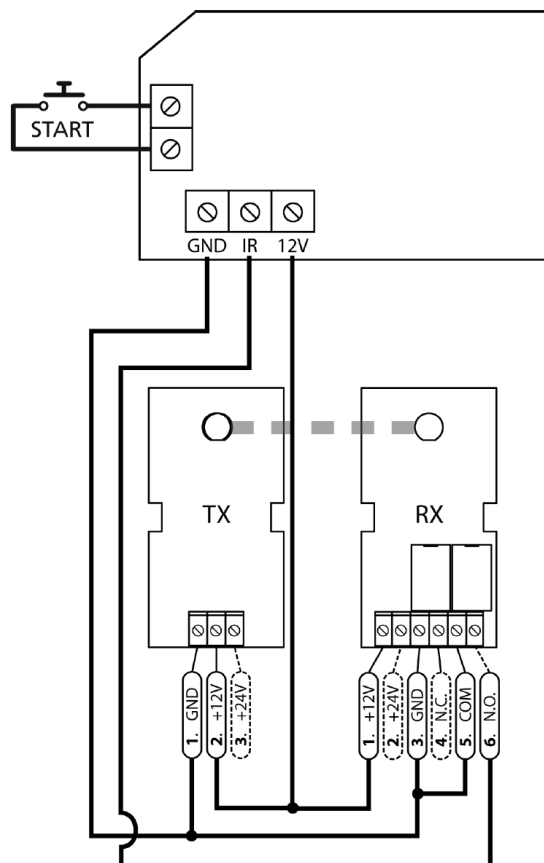 START
GND IR 12V
TX
RX
1. GND
2. +12V
3. +24V
1. +12V
2. +24V
3. GND
4. N.C.
5. COM
6. N.O.